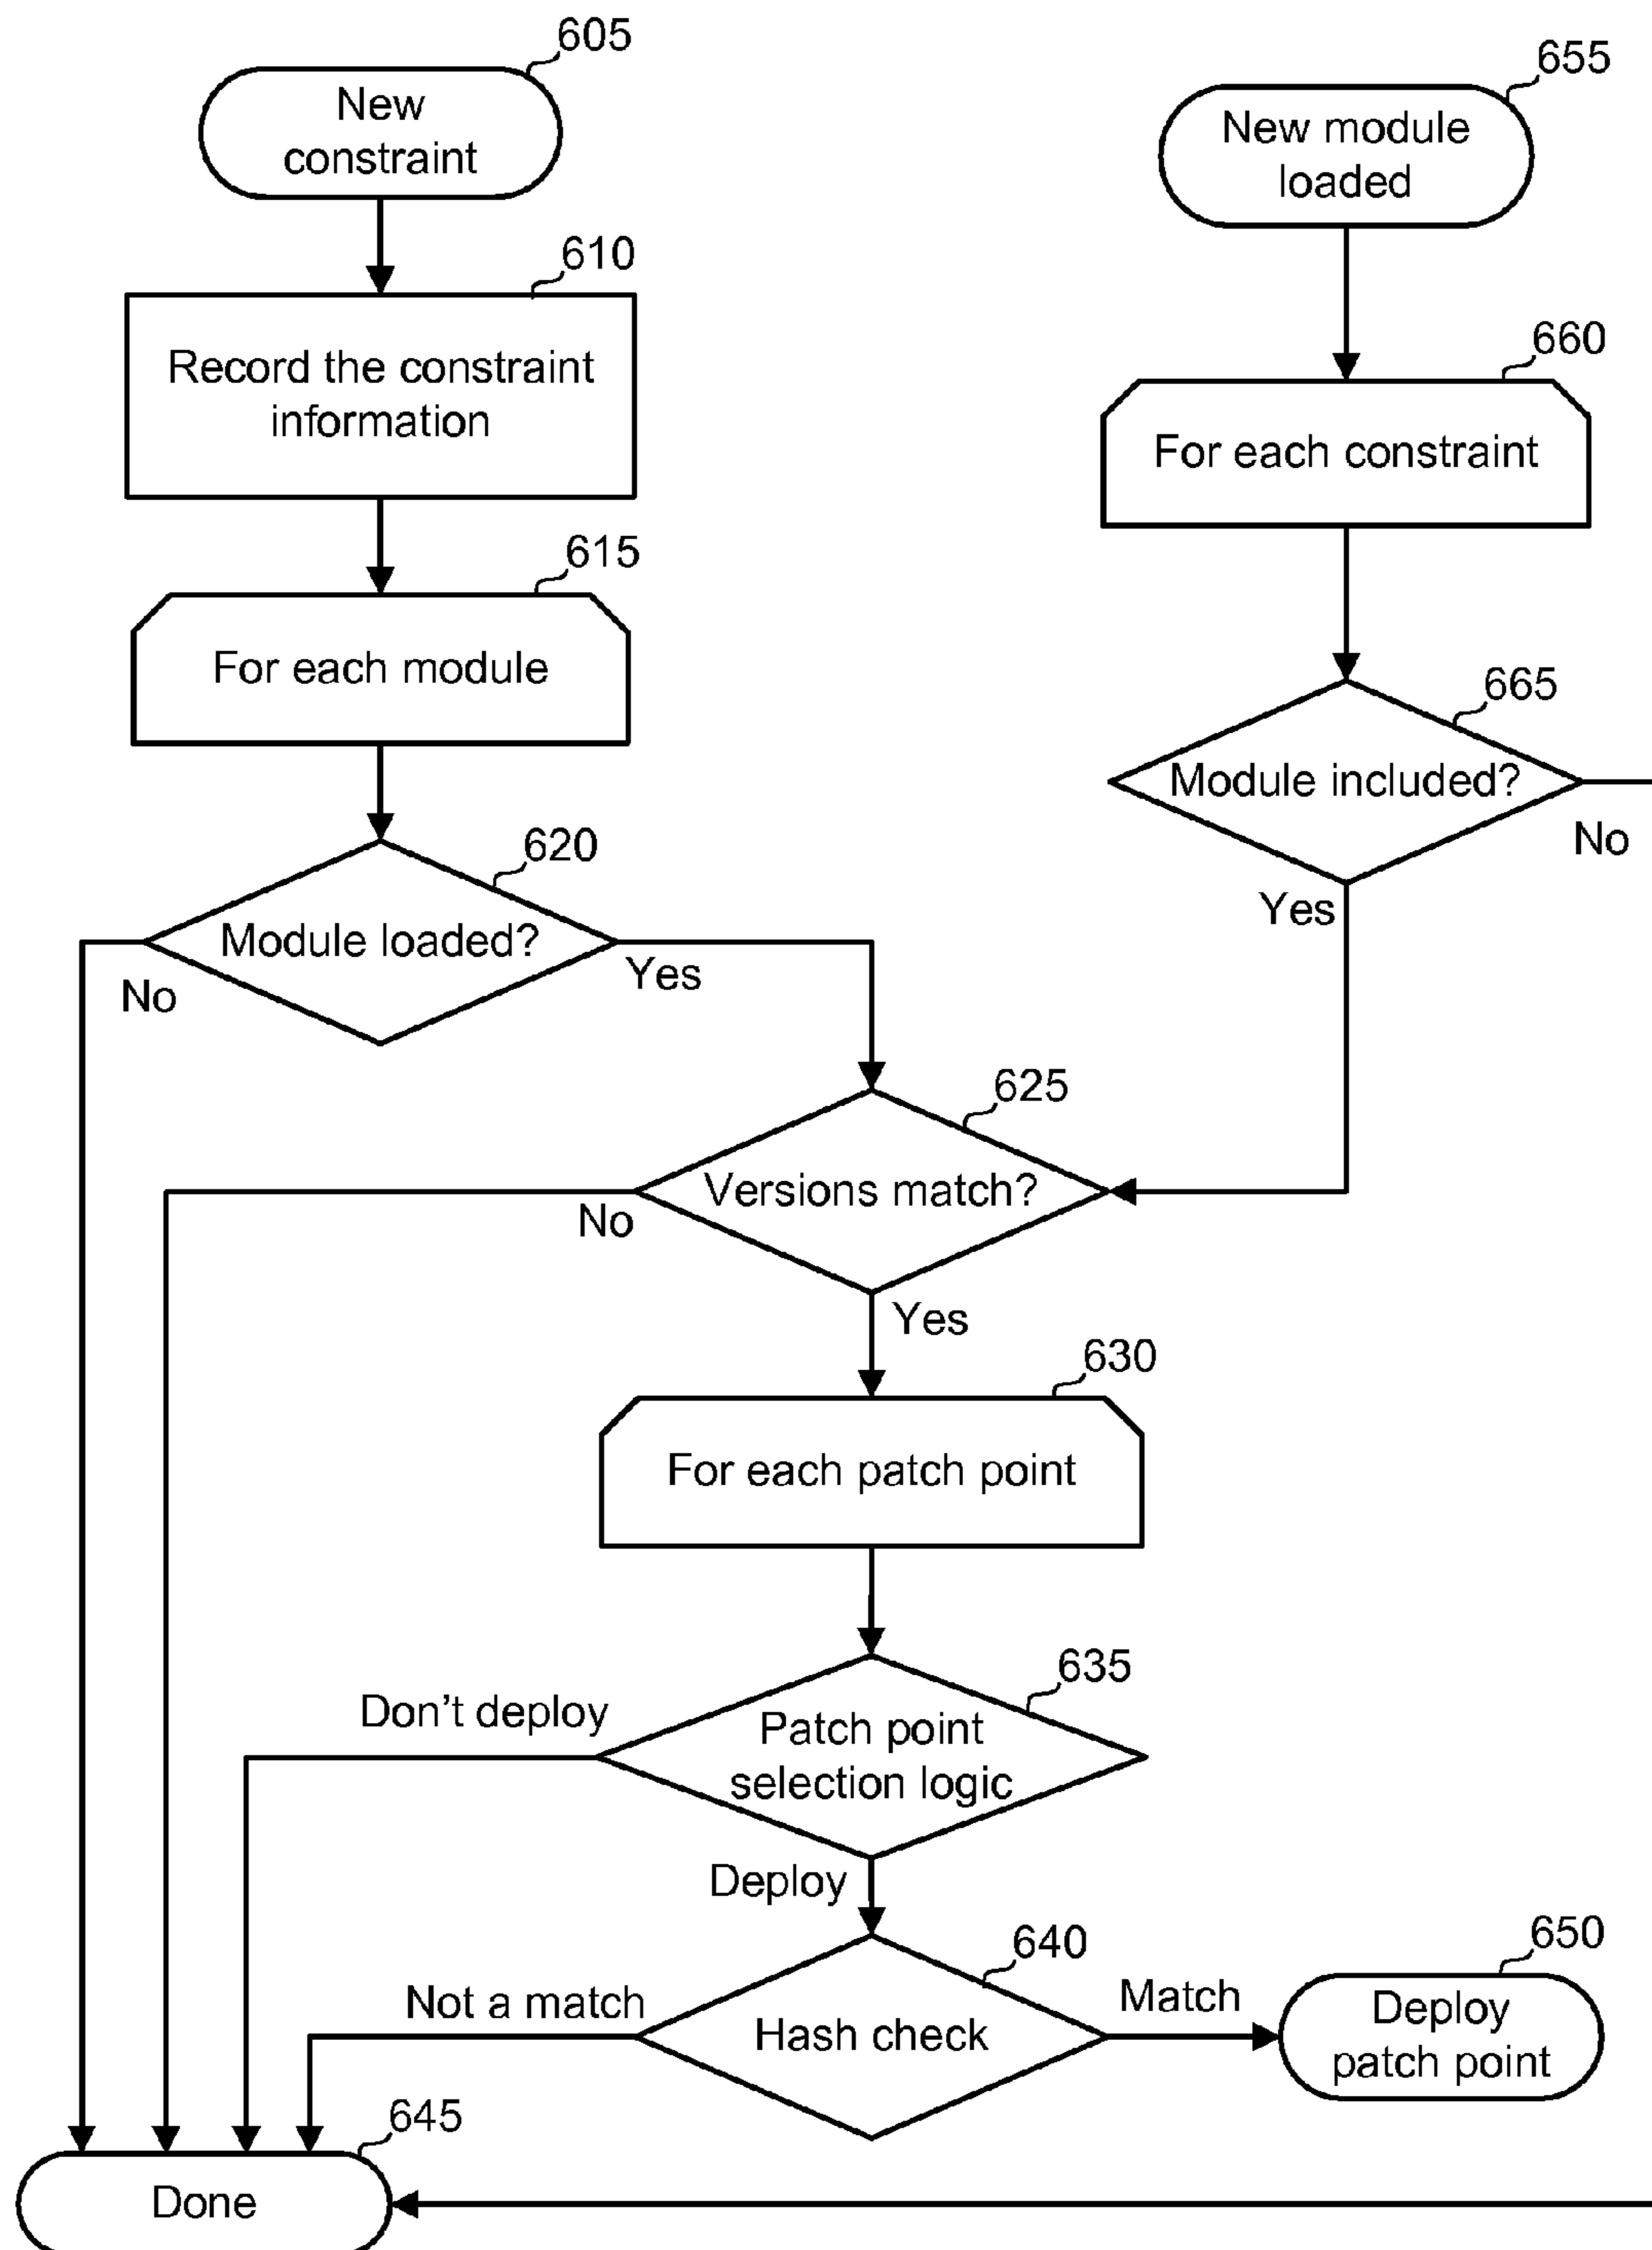 605
New
constraint
610
Record the constraint
information
615
For each module
620
Module loaded?
No
Yes
655
New module
loaded
660
For each constraint
665
Module included?
No
Yes
625
Versions match?
No
Yes
630
For each patch point
635
Patch point
selection logic
Don't deploy
Deploy
640
Hash check
Not a match
Match
650
Deploy
patch point
645
Done